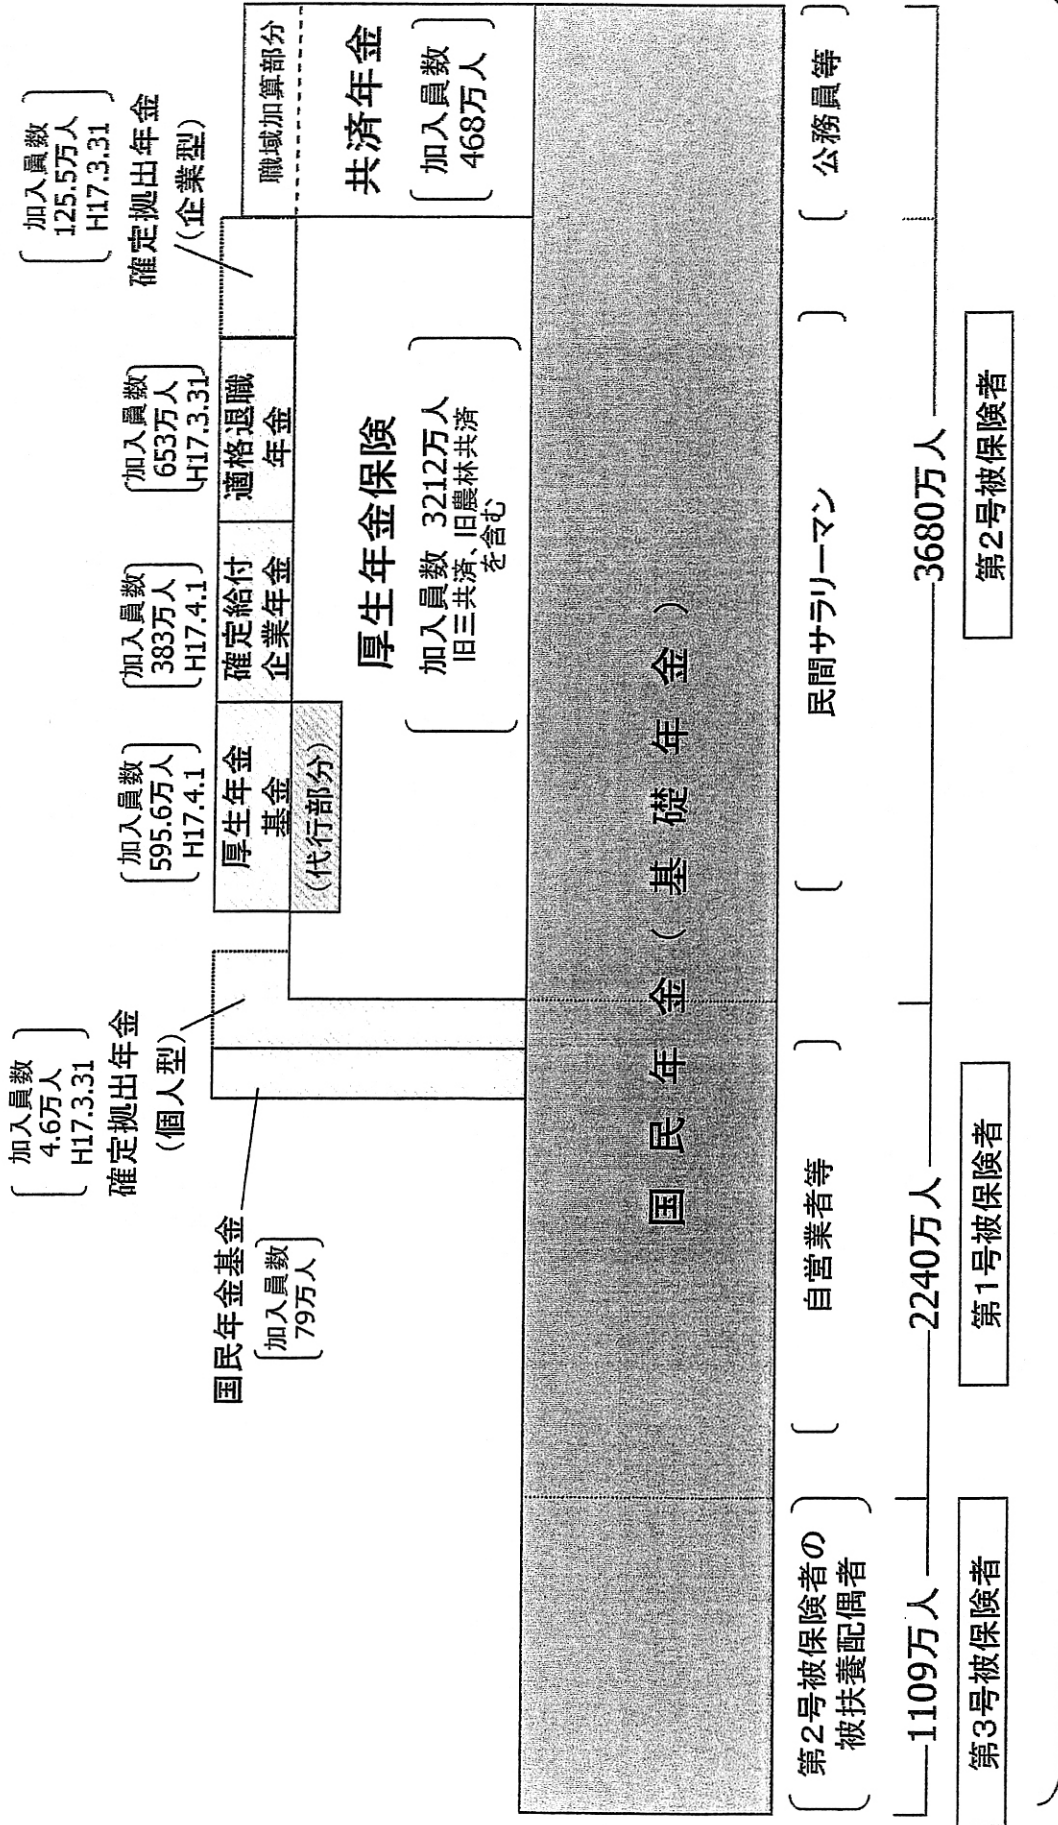 加入員数
4.6万人
H17.3.31
確定拠出年金
(個人型)
国民年金基金
加入員数
79万人
加入員数
595.6万人
H17.4.1
厚生年金
基金
(代行部分)
加入員数
383万人
H17.4.1
確定給付
企業年金
加入員数
653万人
H17.3.31
適格退職
年金
加入員数
125.5万人
H17.3.31
確定拠出年金
(企業型)
職域加算部分
厚生年金保険
加入員数 3212万人
旧三共済、旧農林共済
を含む
共済年金
加入員数
468万人
国民年金(基礎年金)
第2号被保険者の
被扶養配偶者
自営業者等
民間サラリーマン
公務員等
1109万人
2240万人
3680万人
第3号被保険者
第1号被保険者
第2号被保険者